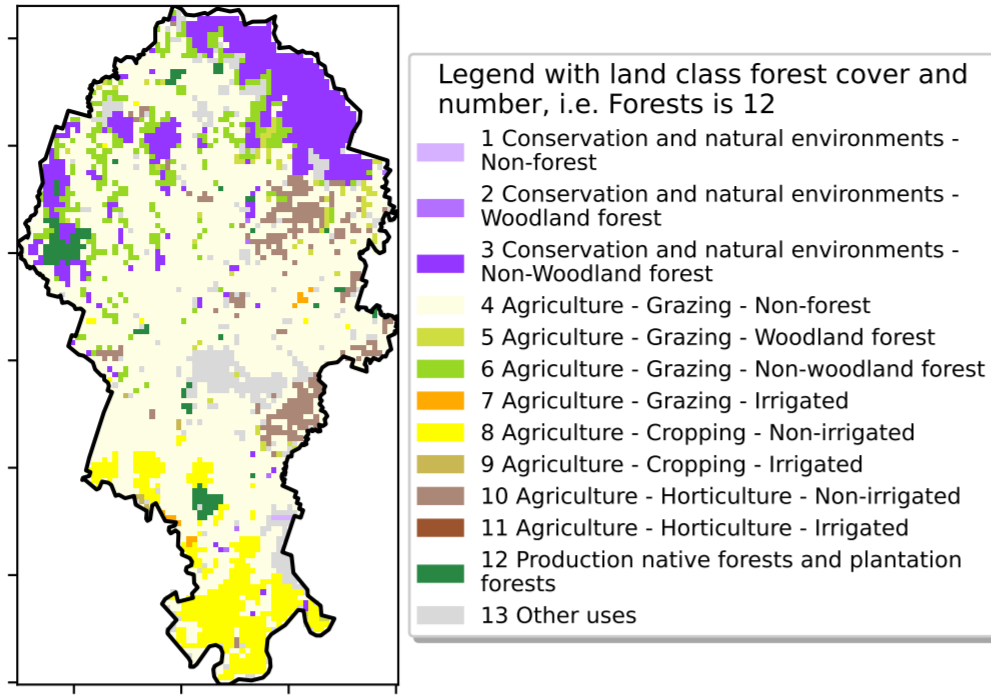 Legend with land class forest cover and
number, i.e. Forests is 12
1 Conservation and natural environments -
Non-forest
2 Conservation and natural environments -
Woodland forest
3 Conservation and natural environments -
Non-Woodland forest
4 Agriculture - Grazing - Non-forest
5 Agriculture - Grazing - Woodland forest
6 Agriculture - Grazing - Non-woodland forest
7 Agriculture - Grazing - Irrigated
8 Agriculture - Cropping - Non-irrigated
9 Agriculture - Cropping - Irrigated
10 Agriculture - Horticulture - Non-irrigated
11 Agriculture - Horticulture - Irrigated
12 Production native forests and plantation
forests
13 Other uses